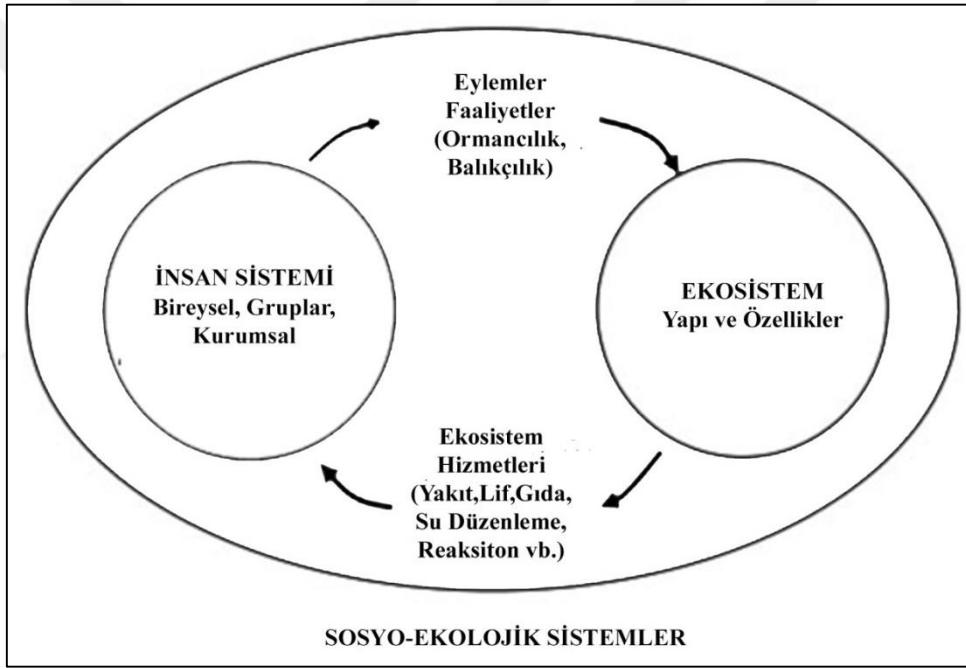 Eylemler
Faaliyetler
(Ormancılık,
Balıkçılık)
İNSAN SİSTEMİ
Bireysel, Gruplar,
Kurumsal
EKOSİSTEM
Yapı ve Özellikler
Ekosistem
Hizmetleri
(Yakıt,Lif,Gıda,
Su Düzenleme,
Reaksiton vb.)
SOSYO-EKOLOJİK SİSTEMLER